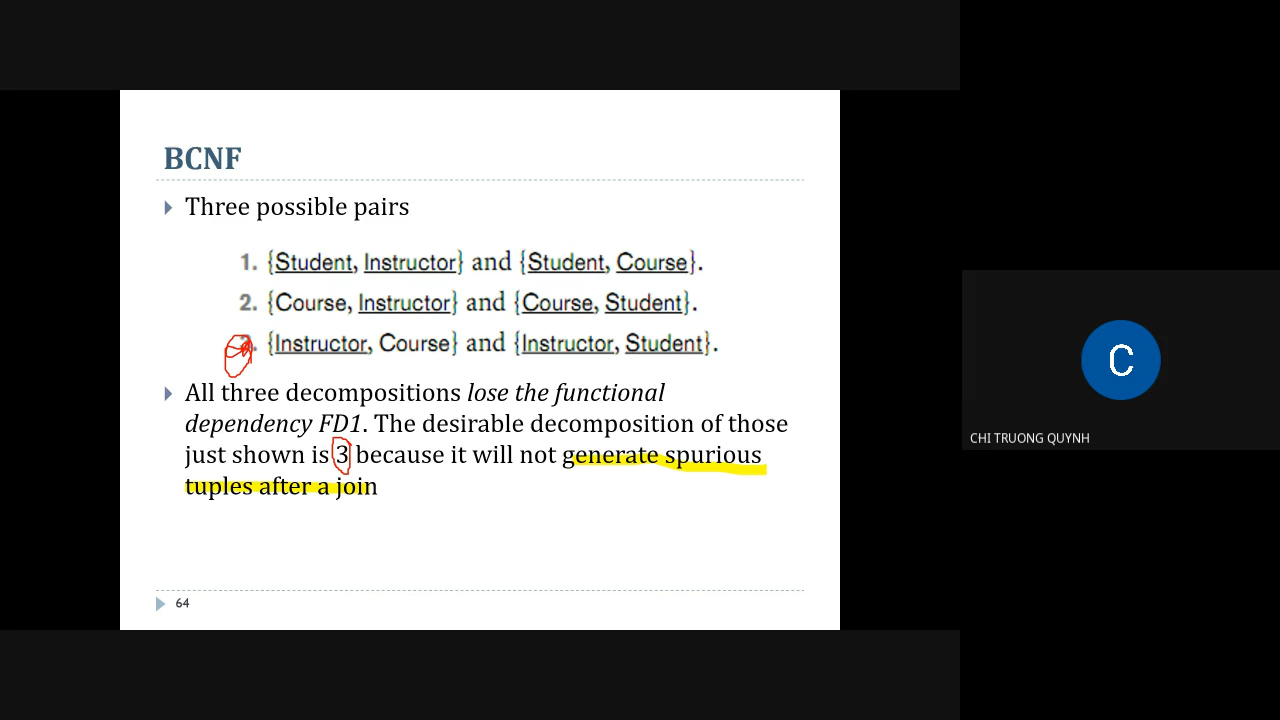 BCNF
Three possible pairs
1. {Student, Instructor} and {Student, Course}.
2. {Course, Instructor} and {Course, Student}.
3. {Instructor, Course} and {Instructor, Student}.
All three decompositions lose the functional
dependency FD1. The desirable decomposition of those
just shown is 3 because it will not generate spurious
tuples after a join
64
C
CHI TRUONG QUYNH